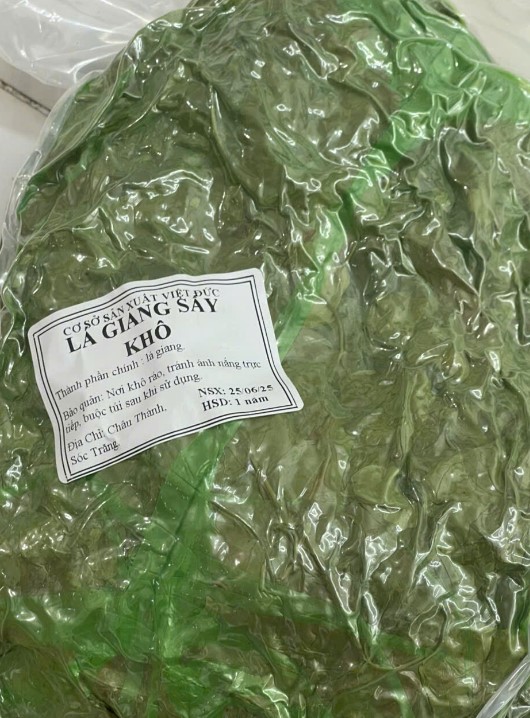 CƠ SỞ SẢN XUẤT VIỆT ĐỨC
LÁ GIANG SẤY
KHÔ
Thành phần chính : lá giang.
Bảo quản: Nơi khô ráo, tránh ánh nắng trực
tiếp, buộc túi sau khi sử dụng.
NSX: 25/06/25
Địa Chỉ: Châu Thành,
HSD: 1 năm
Sóc Trăng.